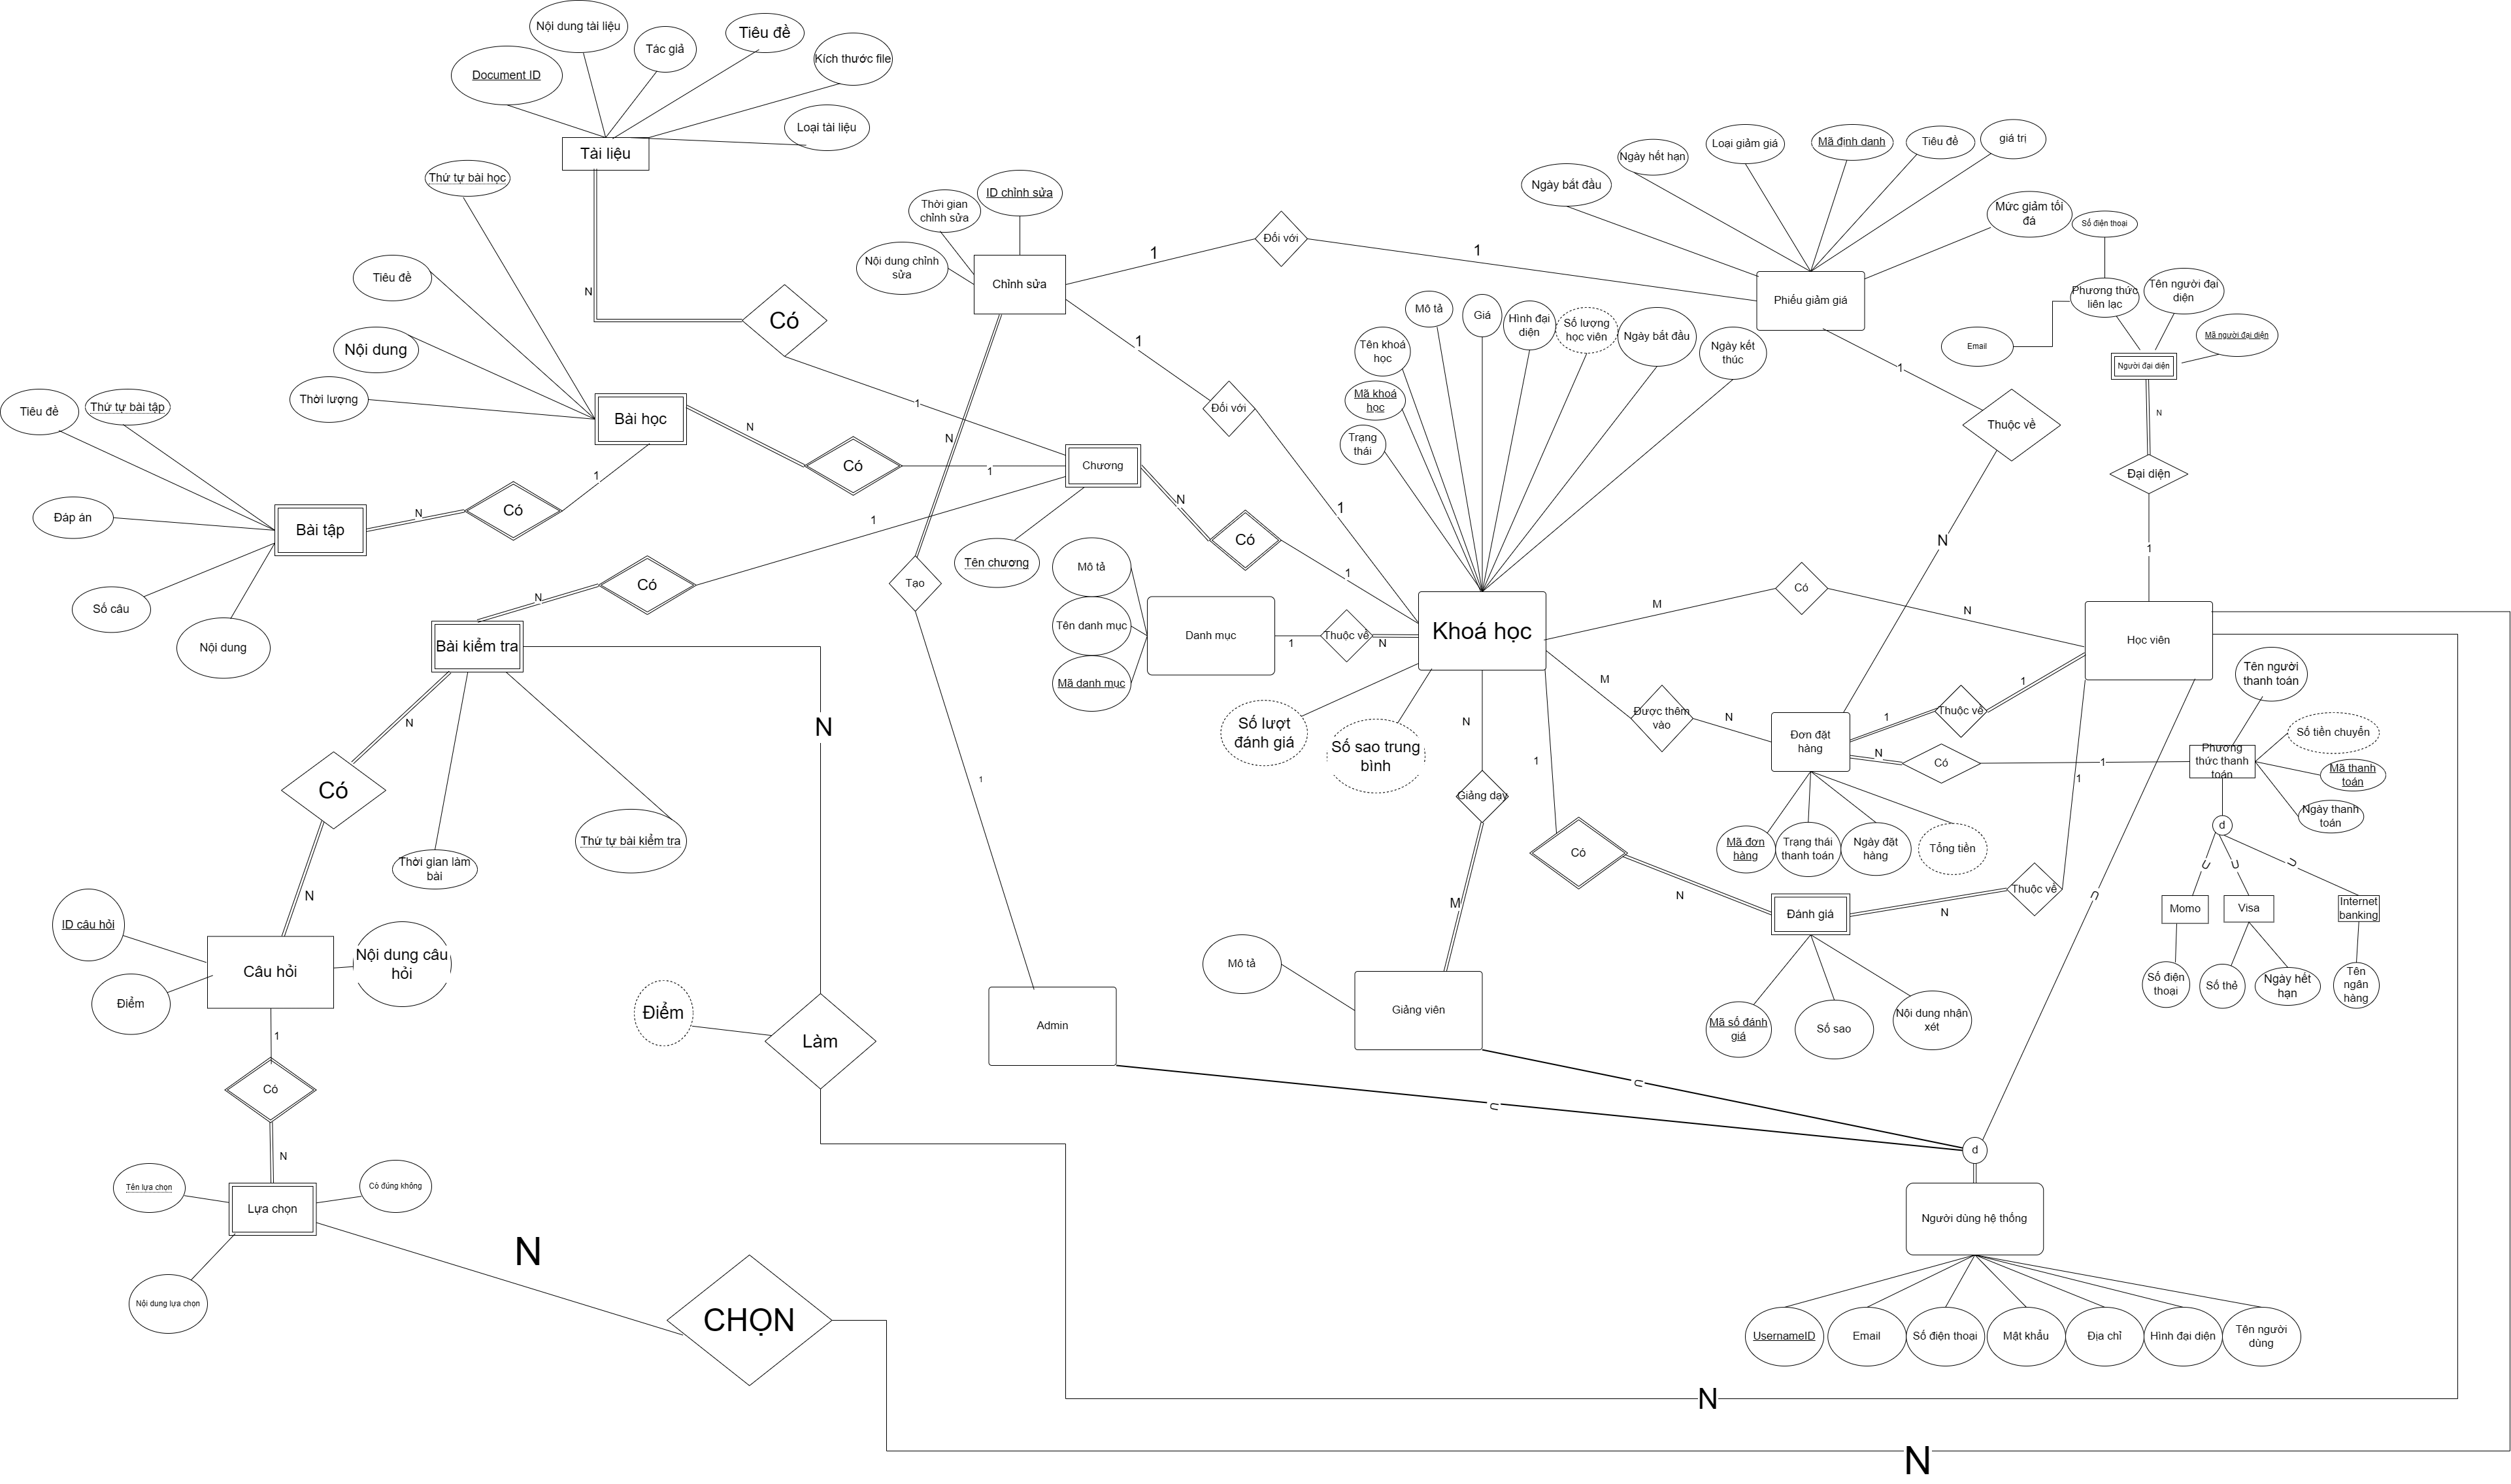 Nội dung tài liệu
Tác giả
Tiêu đề
Kích thước file
Document ID
Loại tài liệu
Tài liệu
Thứ tự bài học
Tiêu đề
Nội dung
Thời lượng
Bài học
Tiêu đề
Thứ tự bài tập
Đáp án
Số câu
Nội dung
Bài tập
N
Có
1
N
Có
1
N
Có
1
ID chỉnh sửa
Thời gian
chỉnh sửa
Nội dung chỉnh
sửa
Chỉnh sửa
1
Đối với
1
1
Đối với
1
N
Tạo
1
Chương
Tên chương
N
Có
1
N
Có
1
Bài kiểm tra
Thời gian làm
bài
Thứ tự bài kiểm tra
N
Có
N
ID câu hỏi
Điểm
Câu hỏi
Nội dung câu
hỏi
1
Có
N
Tên lựa chọn
Có đúng không
Lựa chọn
Nội dung lựa chọn
N
CHỌN
N
N
Điểm
Làm
N
Ngày bắt đầu
Ngày hết hạn
Loại giảm giá
Mã định danh
Tiêu đề
giá trị
Mức giảm tối
đá
Phiếu giảm giá
1
Thuộc về
N
Số điện thoại
Phương thức
liên lạc
Email
Tên người đại
diện
Mã người đại diện
Người đại diện
N
Đại diện
1
Trạng
thái
Mã khoá
học
Tên khoá
học
Mô tả
Giá
Hình đại
diện
Số lượng
học viên
Ngày bắt đầu
Ngày kết
thúc
Khoá học
Số lượt
đánh giá
Số sao trung
bình
Mô tả
Tên danh mục
Mã danh mục
Danh mục
1
Thuộc về
N
M
Có
N
Học viên
M
Được thêm
vào
N
Đơn đặt
hàng
1
Thuộc về
1
N
Có
1
Mã đơn
hàng
Trạng thái
thanh toán
Ngày đặt
hàng
Tổng tiền
Tên người
thanh toán
Số tiền chuyển
Mã thanh
toán
Ngày thanh
toán
Phương
thức thanh
toán
d
U
U
U
Momo
Visa
Internet
banking
Số điện
thoại
Số thẻ
Ngày hết
hạn
Tên
ngân
hàng
N
Giảng dạy
M
1
Có
N
Đánh giá
N
Thuộc về
1
Mã số đánh
giá
Số sao
Nội dung nhận
xét
Mô tả
Giảng viên
Admin
U
U
U
d
Người dùng hệ thống
UsernameID
Email
Số điện thoại
Mật khẩu
Địa chỉ
Hình đại diện
Tên người
dùng